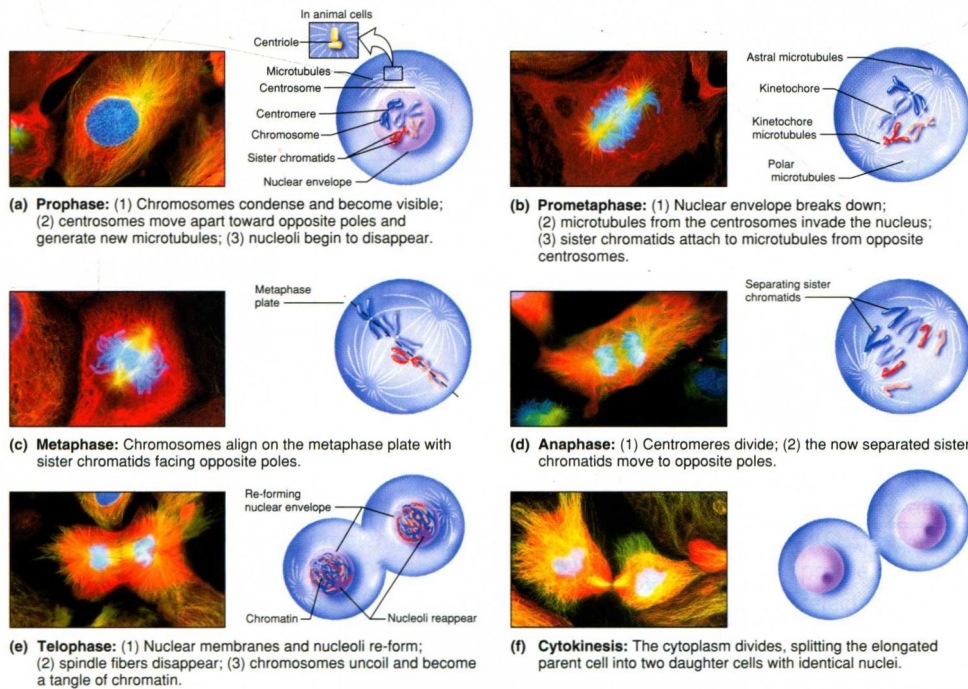 In animal cells
Centriole
Microtubules
Centrosome
Centromere
Chromosome
Sister chromatids
Nuclear envelope
(a) Prophase: (1) Chromosomes condense and become visible;
(2) centrosomes move apart toward opposite poles and
generate new microtubules; (3) nucleoli begin to disappear.
Astral microtubules
Kinetochore
Kinetochore
microtubules
Polar
microtubules
(b) Prometaphase: (1) Nuclear envelope breaks down;
(2) microtubules from the centrosomes invade the nucleus;
(3) sister chromatids attach to microtubules from opposite
centrosomes.
Metaphase
plate
(c) Metaphase: Chromosomes align on the metaphase plate with
sister chromatids facing opposite poles.
Separating sister
chromatids
(d) Anaphase: (1) Centromeres divide; (2) the now separated sister
chromatids move to opposite poles.
Re-forming
nuclear envelope
Chromatin
Nucleoli reappear
(e) Telophase: (1) Nuclear membranes and nucleoli re-form;
(2) spindle fibers disappear; (3) chromosomes uncoil and become
a tangle of chromatin.
(f) Cytokinesis: The cytoplasm divides, splitting the elongated
parent cell into two daughter cells with identical nuclei.